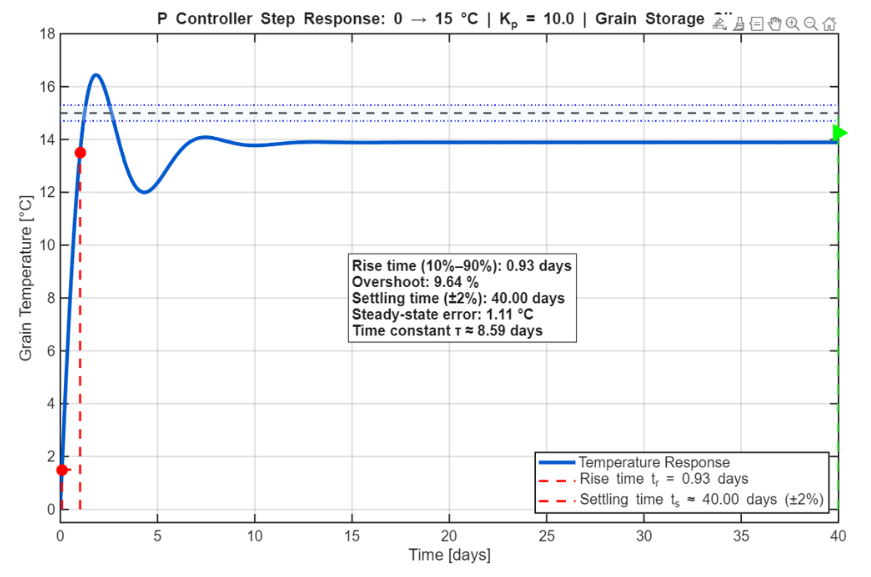 P Controller Step Response: 0 → 15 °C | Kp = 10.0 | Grain Storage
18
16
14
12
10
8
6
4
2
0
Grain Temperature [°C]
Rise time (10%–90%): 0.93 days
Overshoot: 9.64 %
Settling time (±2%): 40.00 days
Steady-state error: 1.11 °C
Time constant τ ≈ 8.59 days
Temperature Response
Rise time tr = 0.93 days
Settling time ts ≈ 40.00 days (±2%)
0 5 10 15 20 25 30 35 40
Time [days]